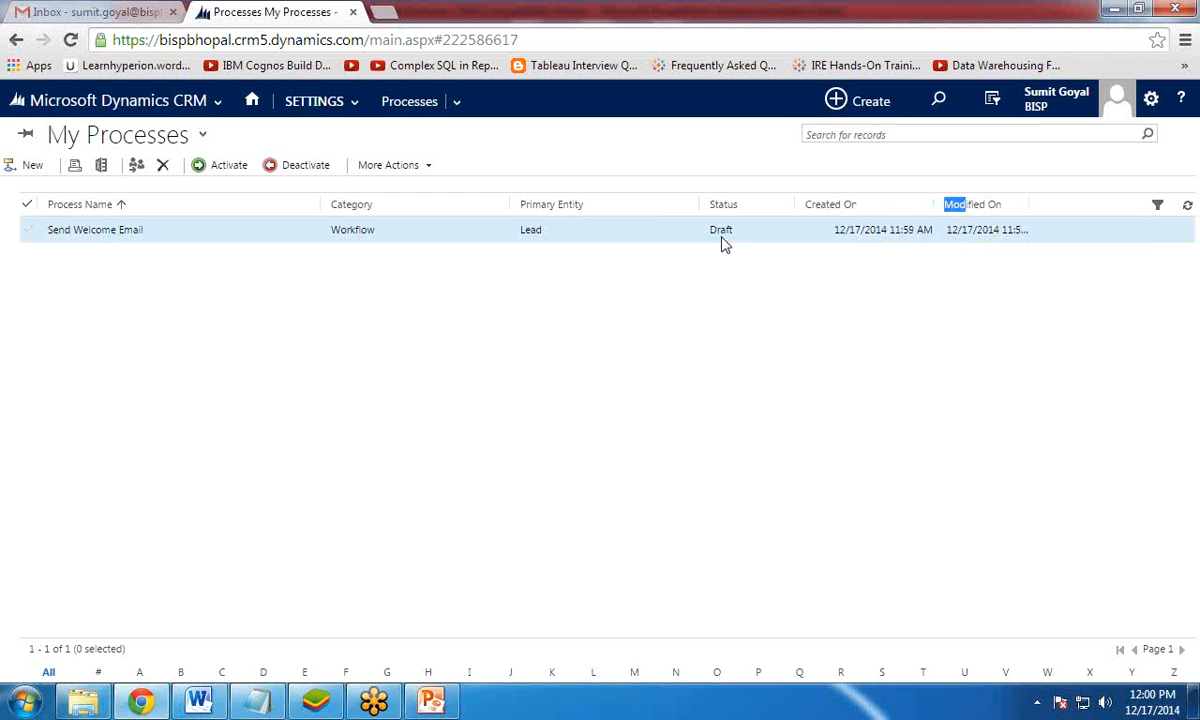 Inbox - sumit.goyal@bisp
Processes My Processes -
https://bispbhopal.crm5.dynamics.com/main.aspx#222586617
Apps Learnhyperion.word... IBM Cognos Build D... Complex SQL in Rep... Tableau Interview Q... Frequently Asked Q... IRE Hands-On Traini... Data Warehousing F... »
Microsoft Dynamics CRM SETTINGS Processes Create Sumit Goyal ?
BISP
My Processes Search for records
New Activate Deactivate More Actions
Process Name Category Primary Entity Status Created On Modified On
Send Welcome Email Workflow Lead Draft 12/17/2014 11:59 AM 12/17/2014 11:5...
1 - 1 of 1 (0 selected) Page 1
All # A B C D E F G H I J K L M N O P Q R S T U V W X Y Z
12:00 PM
12/17/2014